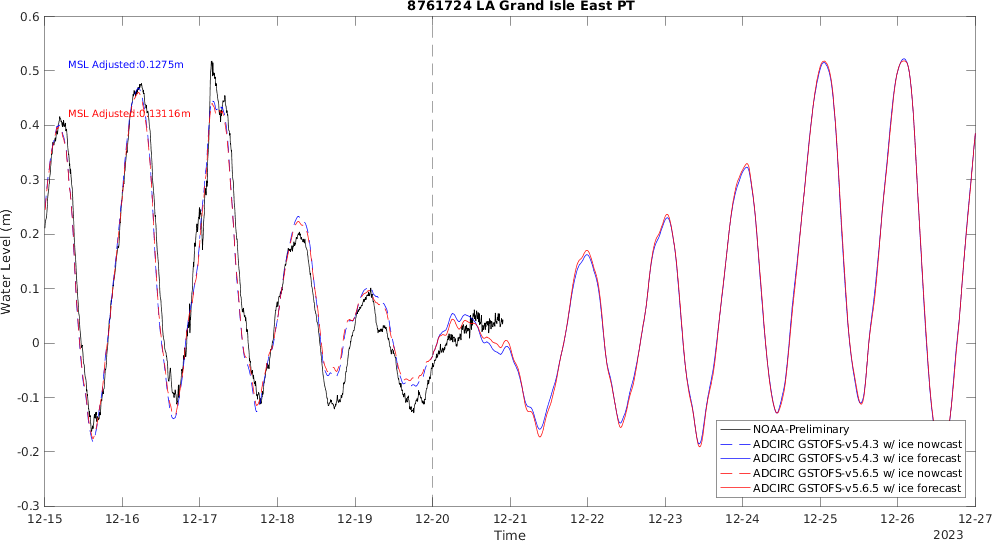 8761724 LA Grand Isle East PT
MSL Adjusted:0.1275m
MSL Adjusted:0.13116m
Water Level (m)
0.6
0.5
0.4
0.3
0.2
0.1
0
-0.1
-0.2
-0.3
NOAA-Preliminary
ADCIRC GSTOFS-v5.4.3 w/ ice nowcast
ADCIRC GSTOFS-v5.4.3 w/ ice forecast
ADCIRC GSTOFS-v5.6.5 w/ ice nowcast
ADCIRC GSTOFS-v5.6.5 w/ ice forecast
12-15 12-16 12-17 12-18 12-19 12-20 12-21 12-22 12-23 12-24 12-25 12-26 12-27
Time
2023